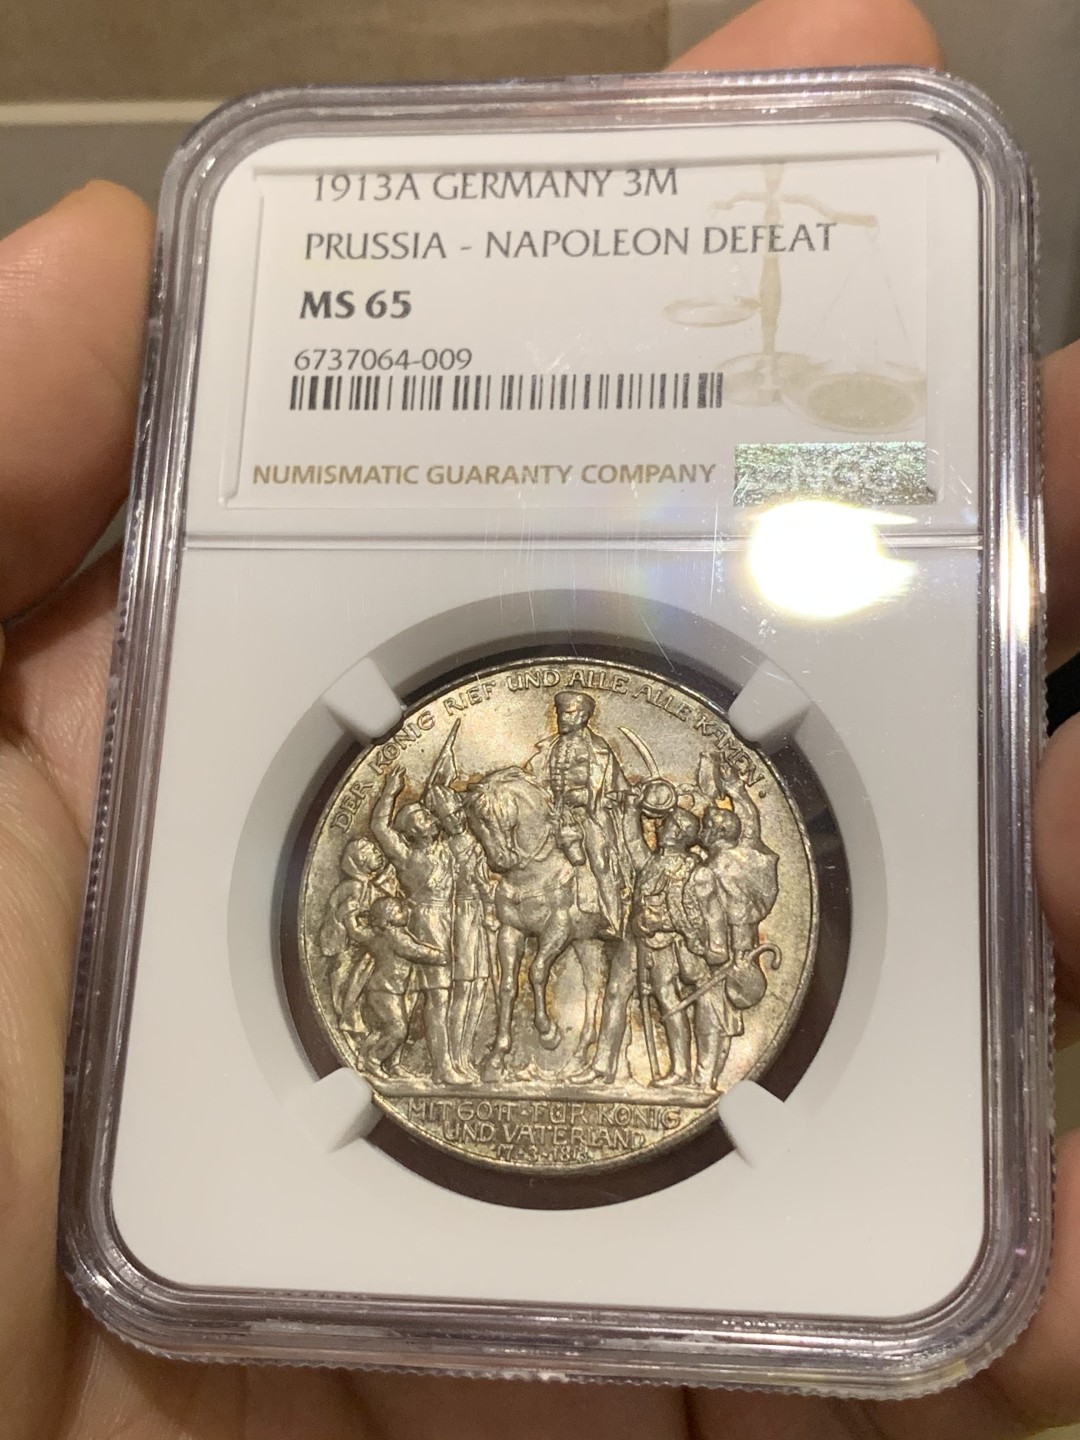 1913A GERMANY 3M
PRUSSIA - NAPOLEON DEFEAT
MS 65
6737064-009
NUMISMATIC GUARANTY COMPANY
NGC
DER KÖNIG RIEF UND ALLE ALLE KAMEN.
MIT GOTT FÜR KÖNIG
UND VATERLAND
17·3·1813